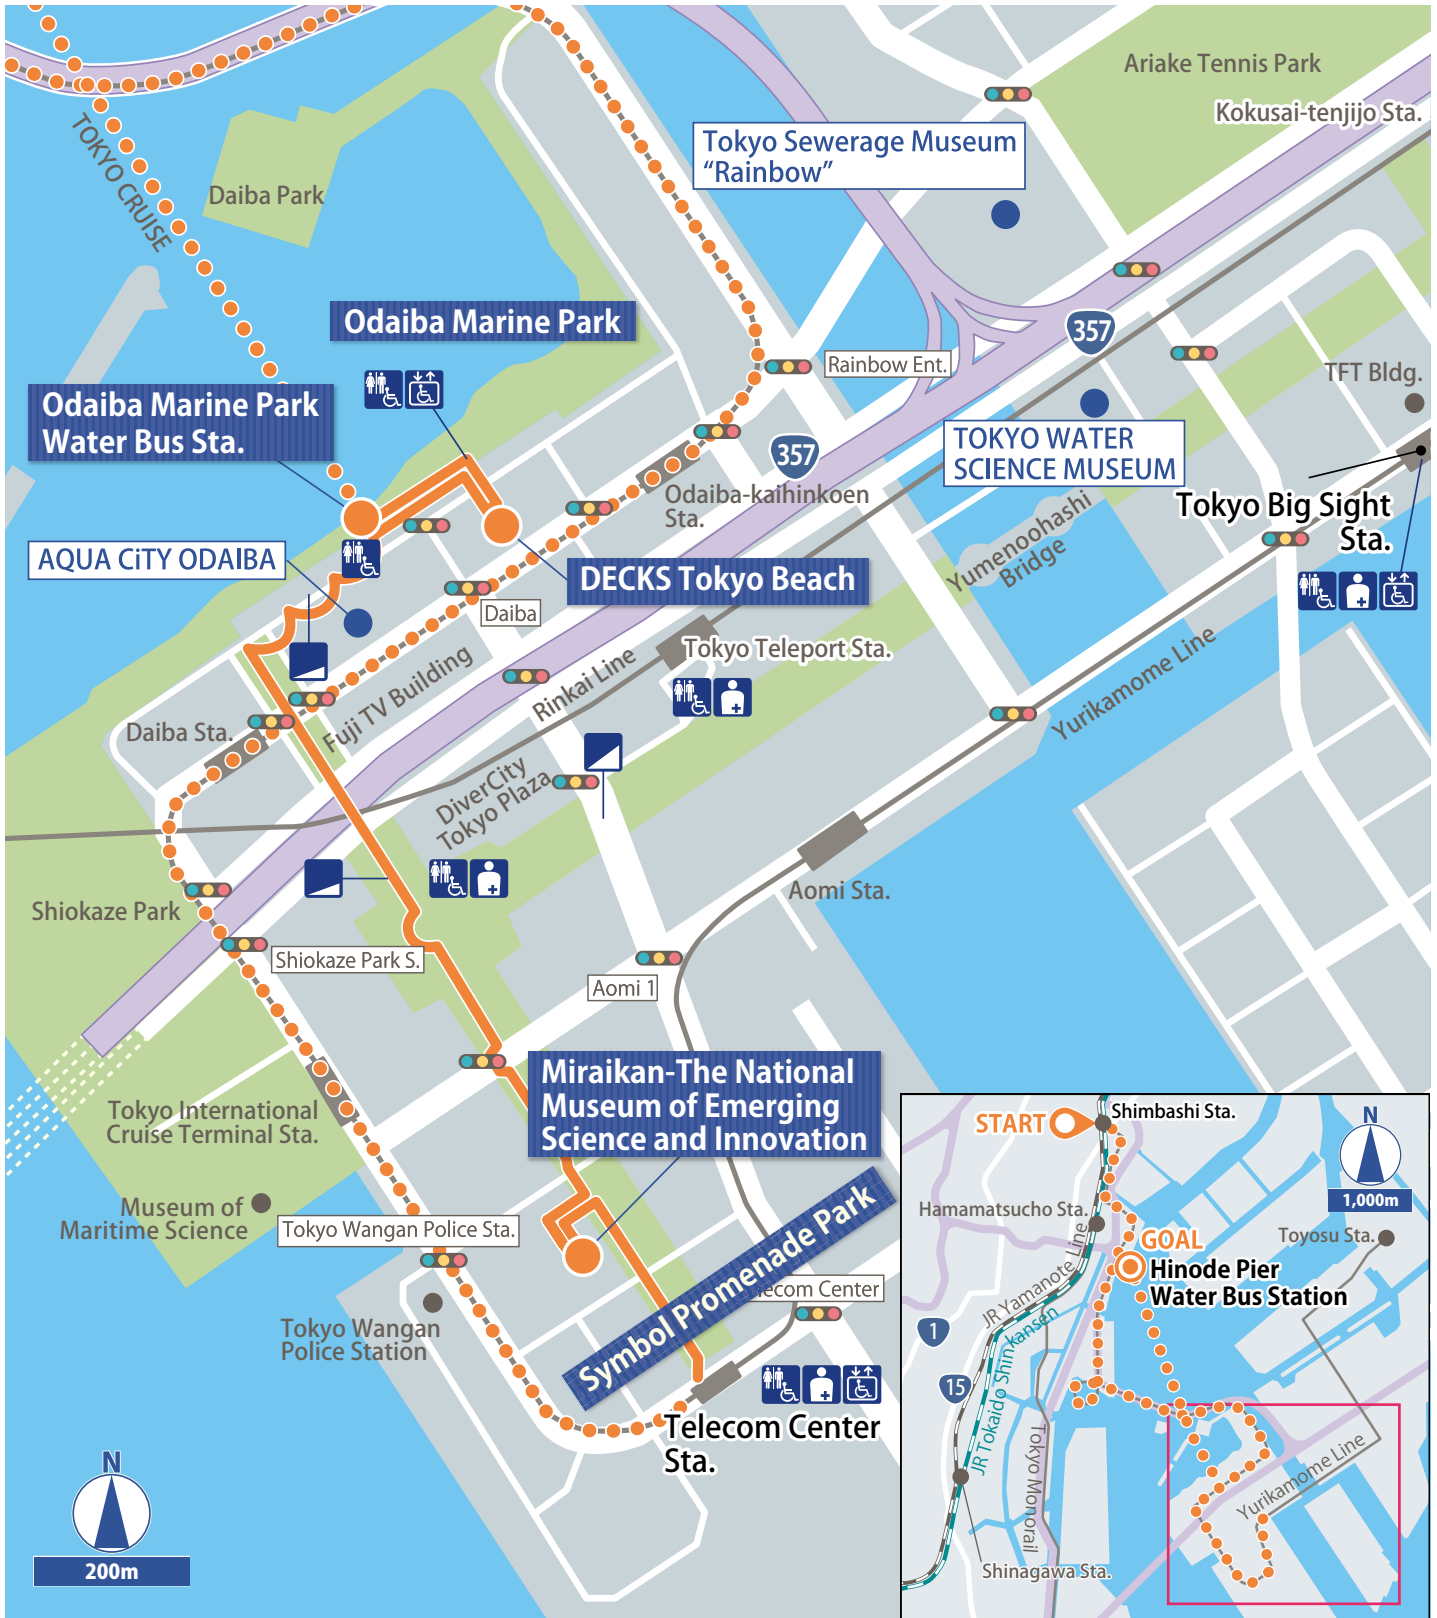 Ariake Tennis Park
Kokusai-tenjijo Sta.
TOKYO CRUISE
Tokyo Sewerage Museum
“Rainbow”
Daiba Park
Odaiba Marine Park
357
Rainbow Ent.
TFT Bldg.
Odaiba Marine Park
Water Bus Sta.
357
TOKYO WATER
SCIENCE MUSEUM
Odaiba-kaihinkoen
Sta.
Tokyo Big Sight
Sta.
Yumenoohashi
Bridge
AQUA CiTY ODAIBA
DECKS Tokyo Beach
Daiba
Tokyo Teleport Sta.
Rinkai Line
Yurikamome Line
Fuji TV Building
Daiba Sta.
DiverCity
Tokyo Plaza
Aomi Sta.
Shiokaze Park
Shiokaze Park S.
Aomi 1
Miraikan-The National
Museum of Emerging
Science and Innovation
Tokyo International
Cruise Terminal Sta.
Museum of
Maritime Science
Tokyo Wangan Police Sta.
Symbol Promenade Park
lecom Center
Tokyo Wangan
Police Station
Telecom Center
Sta.
N
200m
START
Shimbashi Sta.
N
1,000m
Hamamatsucho Sta.
GOAL
Hinode Pier
Water Bus Station
Toyosu Sta.
JR Yamanote Line
JR Tokaido Shinkansen
1
15
Tokyo Monorail
Yurikamome Line
Shinagawa Sta.